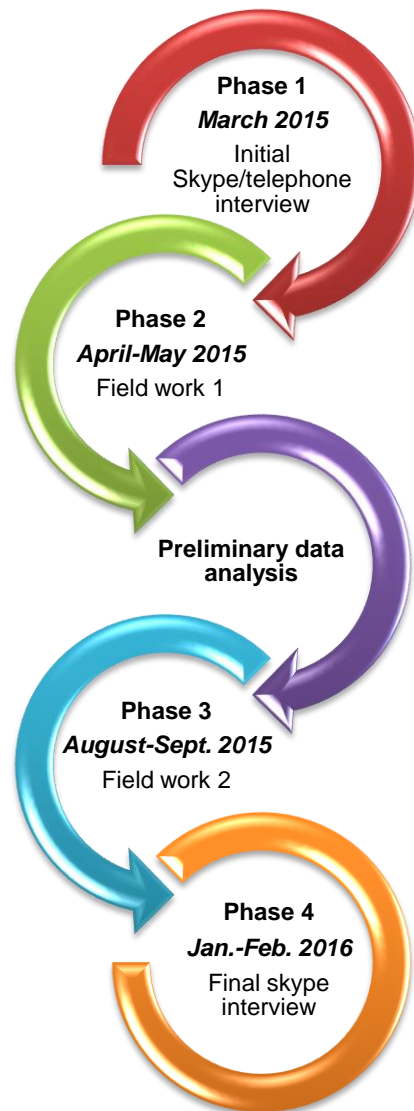 Phase 1
March 2015
Initial
Skype/telephone
interview
Phase 2
April-May 2015
Field work 1
Preliminary data
analysis
Phase 3
August-Sept. 2015
Field work 2
Phase 4
Jan.-Feb. 2016
Final skype
interview